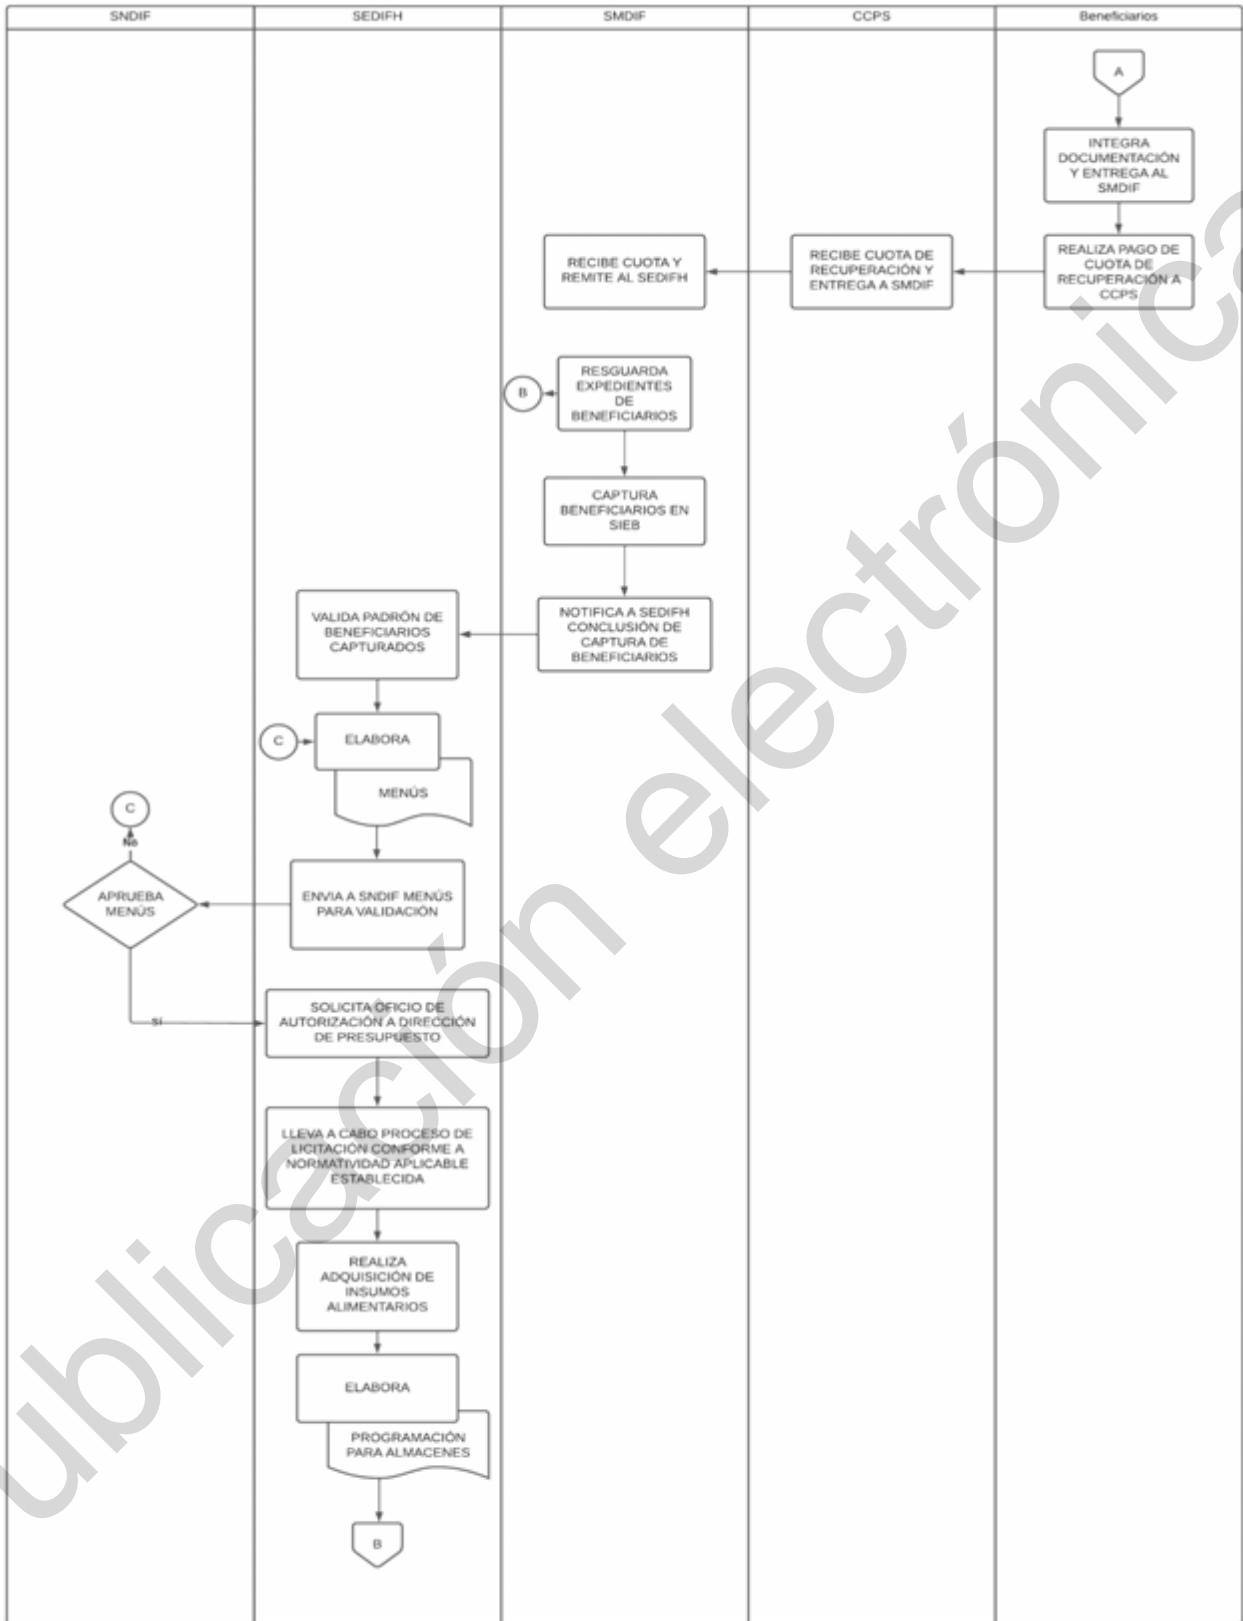 SNDIF
SEDIFH
SMDIF
CCPS
Beneficiarios
A
INTEGRA
DOCUMENTACIÓN
Y ENTREGA AL
SMDIF
REALIZA PAGO DE
CUOTA DE
RECUPERACIÓN A
CCPS
RECIBE CUOTA DE
RECUPERACIÓN Y
ENTREGA A SMDIF
RECIBE CUOTA Y
REMITE AL SEDIFH
RESGUARDA
EXPEDIENTES
DE
BENEFICIARIOS
B
CAPTURA
BENEFICIARIOS EN
SIEB
NOTIFICA A SEDIFH
CONCLUSIÓN DE
CAPTURA DE
BENEFICIARIOS
VALIDA PADRÓN DE
BENEFICIARIOS
CAPTURADOS
C
ELABORA
MENÚS
ENVIA A SNDIF MENÚS
PARA VALIDACIÓN
C
No
APRUEBA
MENÚS
SÍ
SOLICITA OFICIO DE
AUTORIZACIÓN A DIRECCIÓN
DE PRESUPUESTO
LLEVA A CABO PROCESO DE
LICITACIÓN CONFORME A
NORMATIVIDAD APLICABLE
ESTABLECIDA
REALIZA
ADQUISICIÓN DE
INSUMOS
ALIMENTARIOS
ELABORA
PROGRAMACIÓN
PARA ALMACENES
B
ublicación electrónica